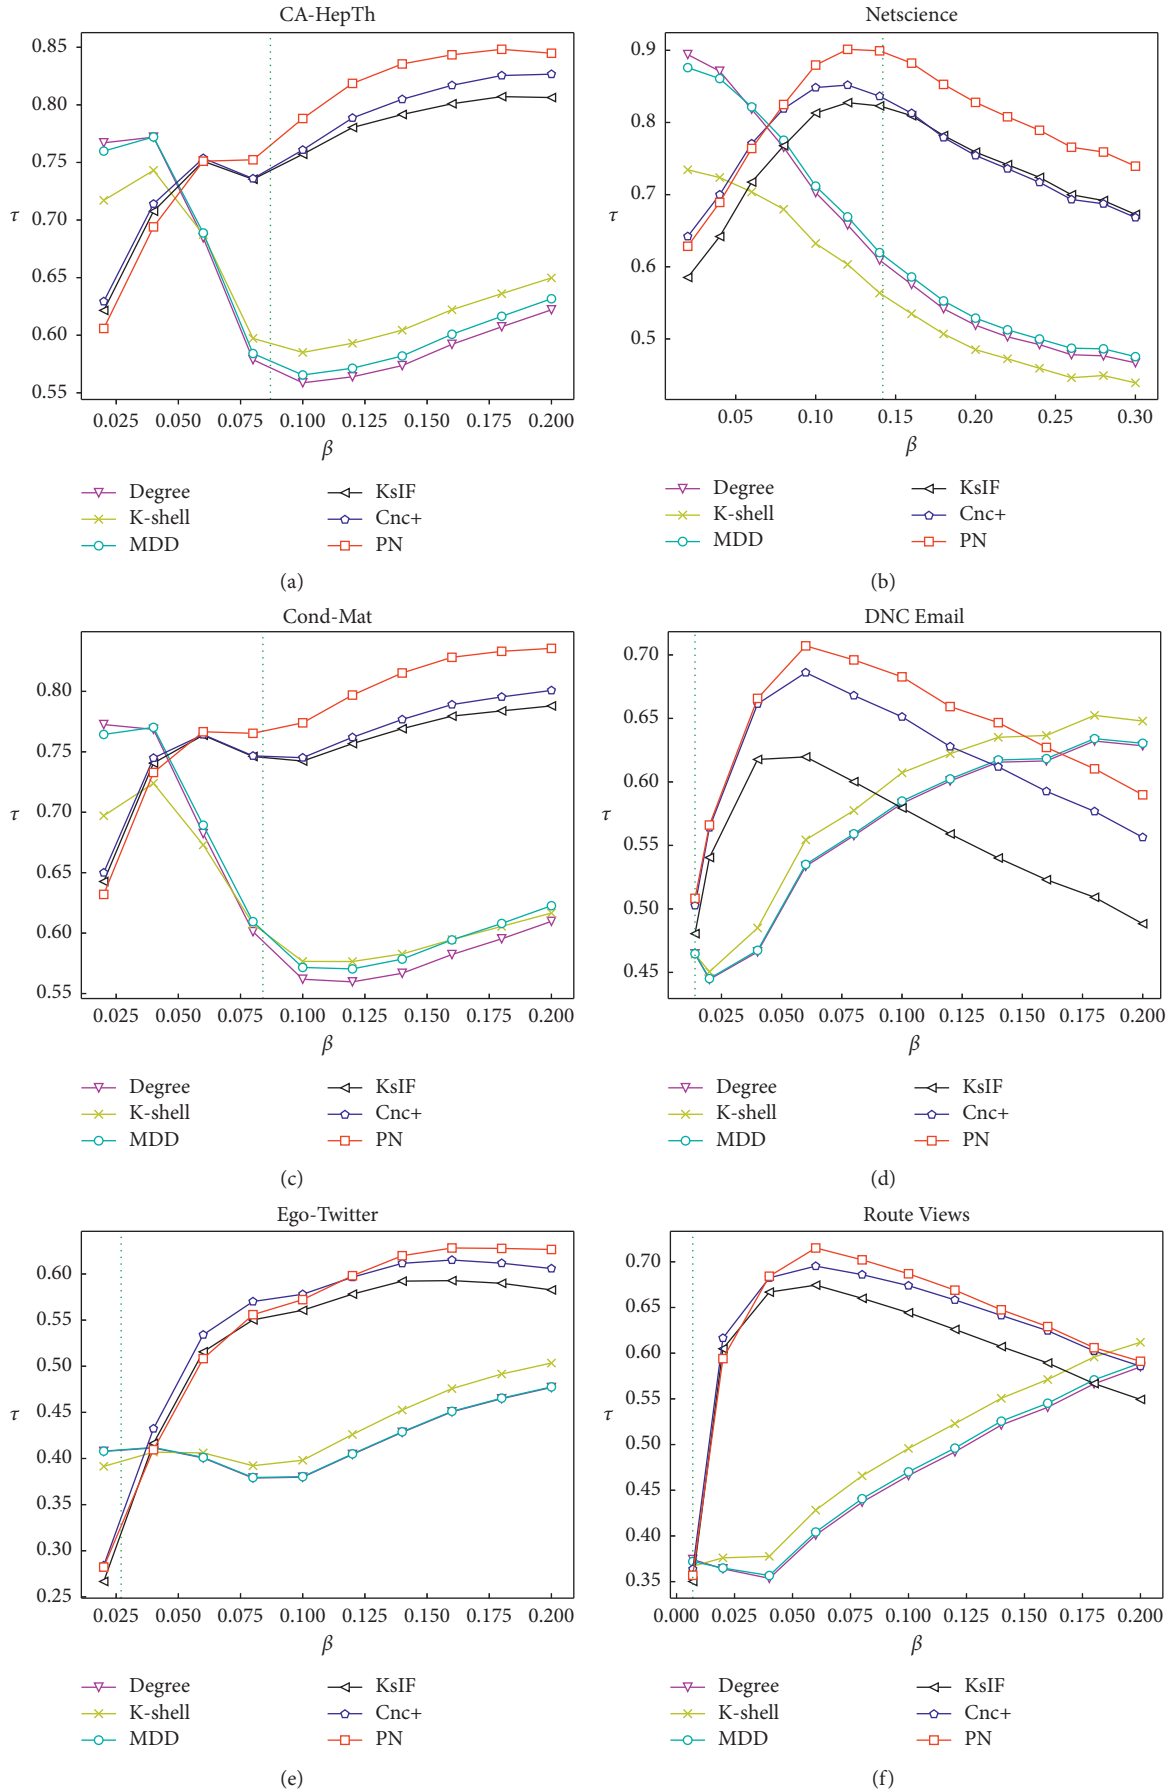 CA-HepTh
τ
0.85
0.80
0.75
0.70
0.65
0.60
0.55
0.025 0.050 0.075 0.100 0.125 0.150 0.175 0.200
β
Degree
K-shell
MDD
KsIF
Cnc+
PN
(a)
Netscience
τ
0.9
0.8
0.7
0.6
0.5
0.05 0.10 0.15 0.20 0.25 0.30
β
Degree
K-shell
MDD
KsIF
Cnc+
PN
(b)
Cond-Mat
τ
0.80
0.75
0.70
0.65
0.60
0.55
0.025 0.050 0.075 0.100 0.125 0.150 0.175 0.200
β
Degree
K-shell
MDD
KsIF
Cnc+
PN
(c)
DNC Email
τ
0.70
0.65
0.60
0.55
0.50
0.45
0.025 0.050 0.075 0.100 0.125 0.150 0.175 0.200
β
Degree
K-shell
MDD
KsIF
Cnc+
PN
(d)
Ego-Twitter
τ
0.60
0.55
0.50
0.45
0.40
0.35
0.30
0.25
0.025 0.050 0.075 0.100 0.125 0.150 0.175 0.200
β
Degree
K-shell
MDD
KsIF
Cnc+
PN
(e)
Route Views
τ
0.70
0.65
0.60
0.55
0.50
0.45
0.40
0.35
0.000 0.025 0.050 0.075 0.100 0.125 0.150 0.175 0.200
β
Degree
K-shell
MDD
KsIF
Cnc+
PN
(f)